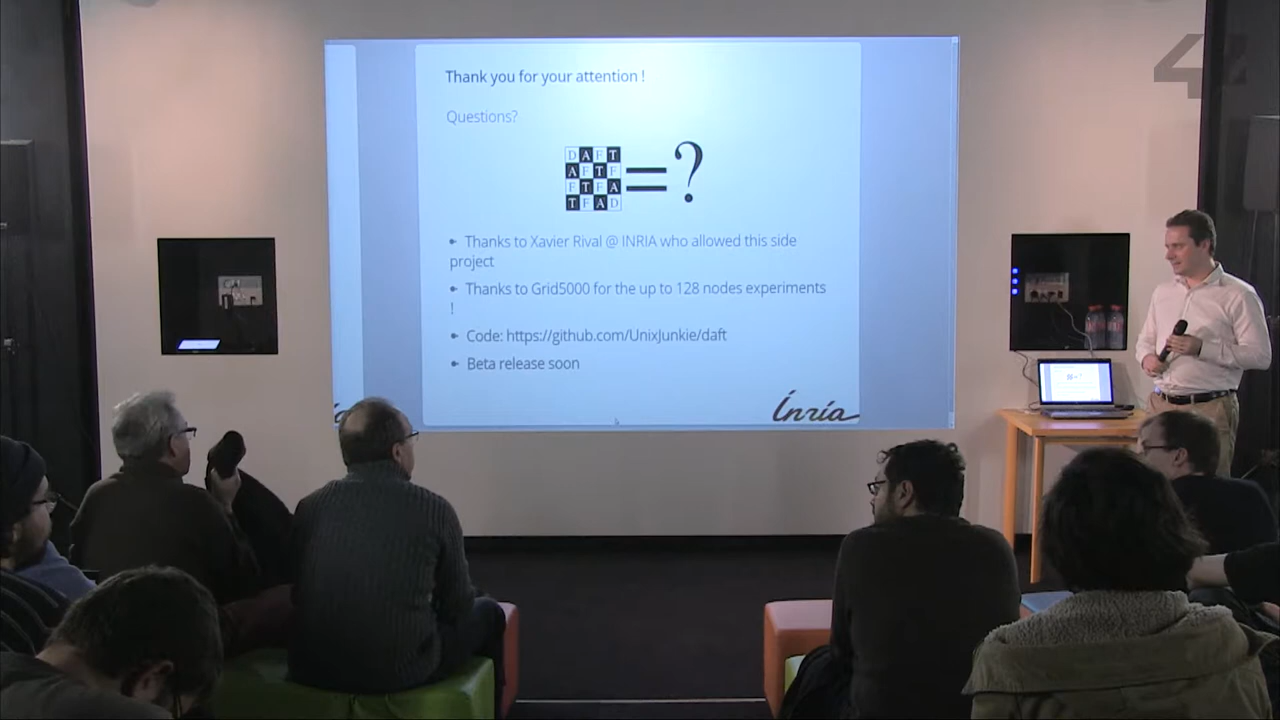 Thank you for your attention !
Questions?
DAFT
AFTF
FTFA
TFAD
=?
Thanks to Xavier Rival @ INRIA who allowed this side
project
Thanks to Grid5000 for the up to 128 nodes experiments
!
Code: https://github.com/UnixJunkie/daft
Beta release soon
Inría
42